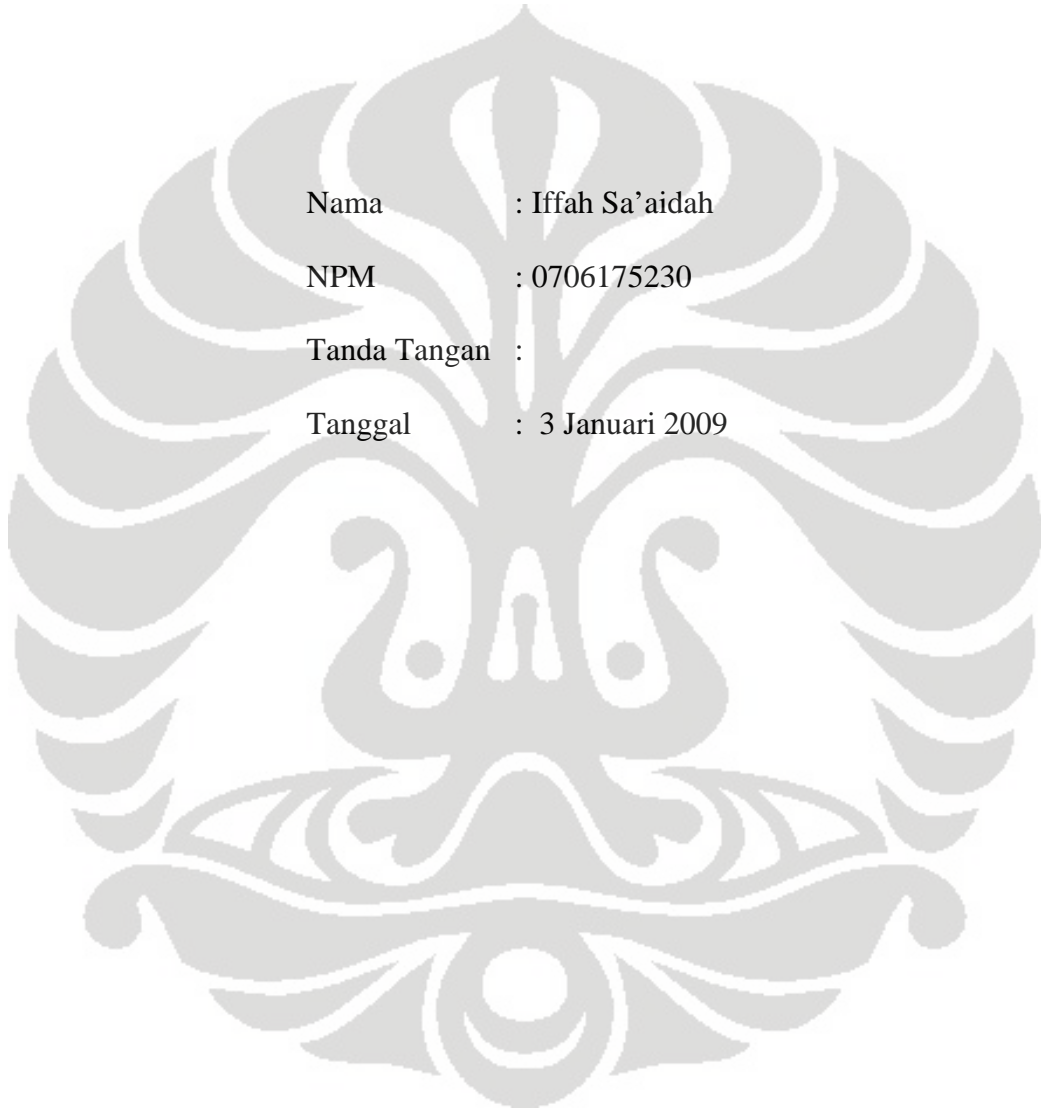 Nama : Iffah Sa’aidah
NPM : 0706175230
Tanda Tangan :
Tanggal : 3 Januari 2009